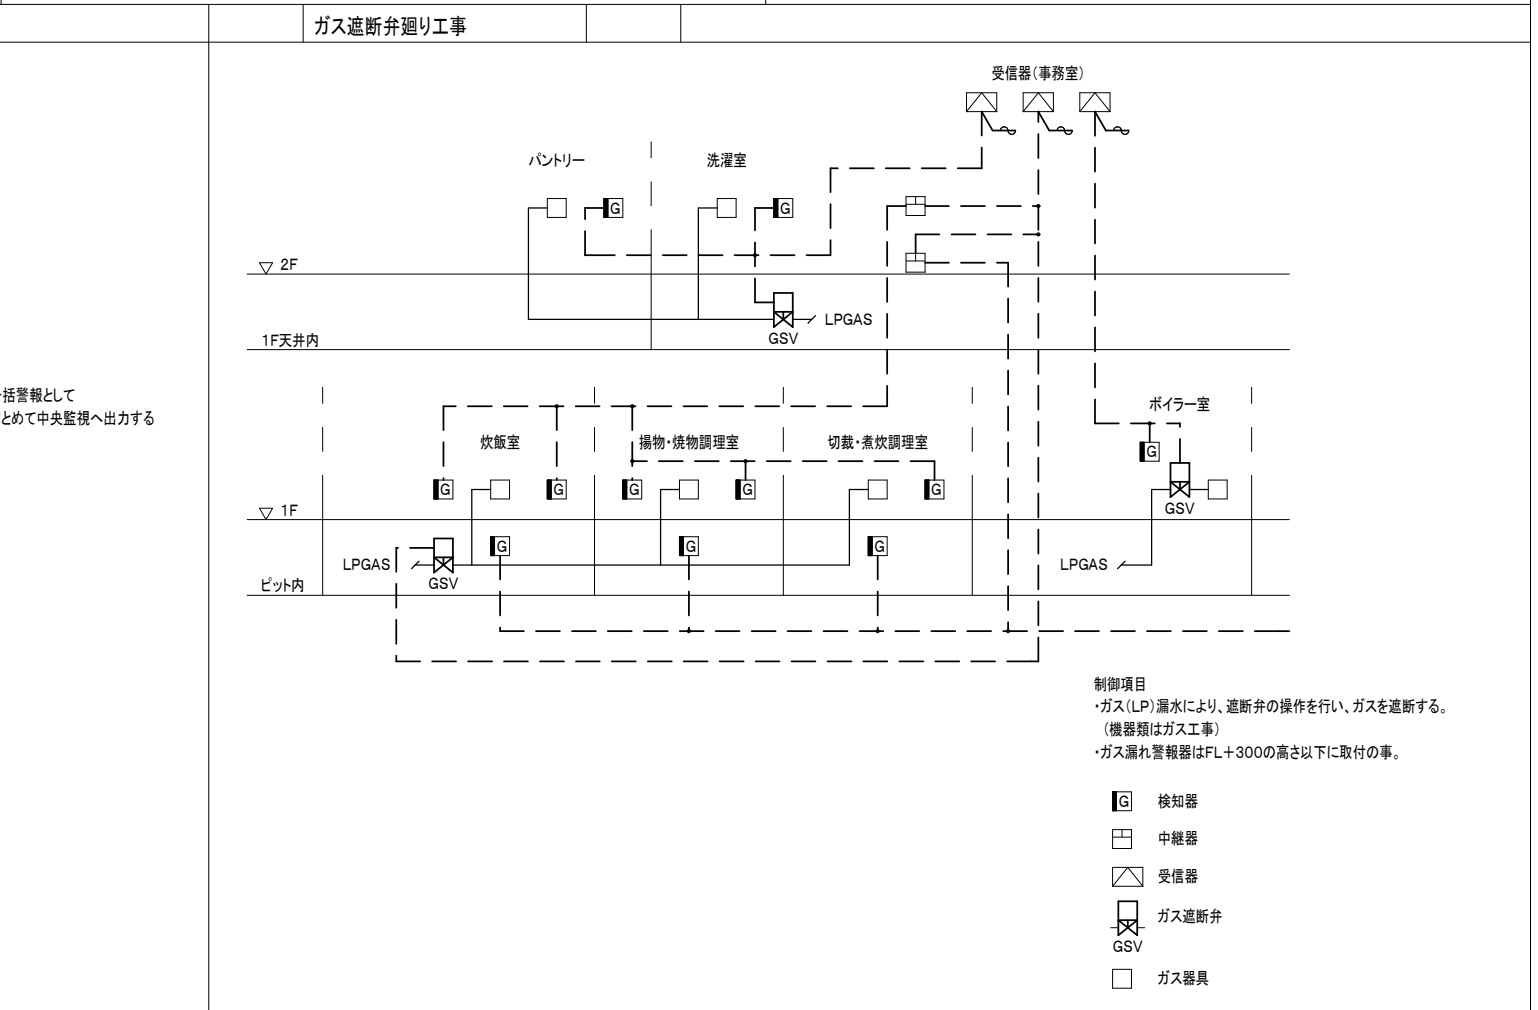 ガス遮断弁廻り工事
受信器(事務室)
パントリー
洗濯室
G
G
2F
LPGAS
GSV
1F天井内
括警報として
とめて中央監視へ出力する
ボイラー室
炊飯室
揚物・焼物調理室
切裁・煮炊調理室
G
G
G
G
G
G
GSV
1F
G
G
G
LPGAS
GSV
LPGAS
ピット内
制御項目
・ガス(LP)漏水により、遮断弁の操作を行い、ガスを遮断する。
(機器類はガス工事)
・ガス漏れ警報器はFL+300の高さ以下に取付の事。
G 検知器
中継器
受信器
ガス遮断弁
GSV
ガス器具